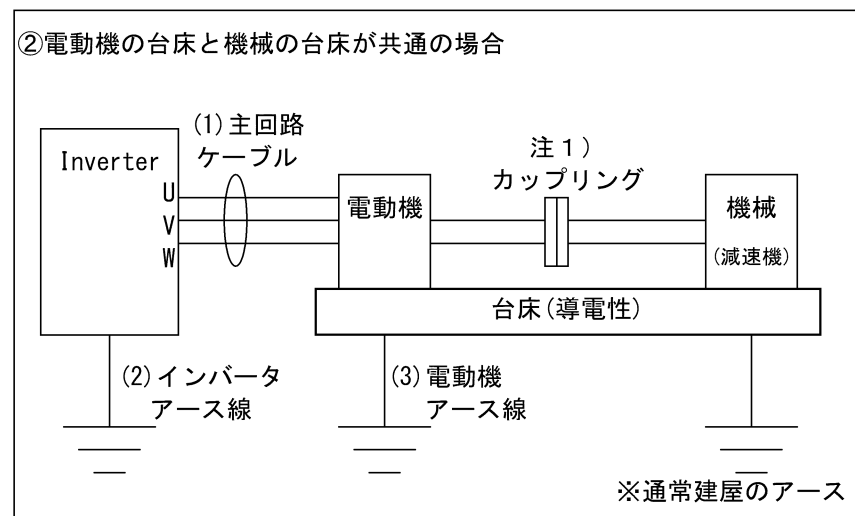 ②電動機の台床と機械の台床が共通の場合
(1)主回路
ケーブル
Inverter
U
V
W
電動機
注１)
カップリング
機械
(減速機)
台床(導電性)
(2)インバータ
アース線
(3)電動機
アース線
※通常建屋のアース